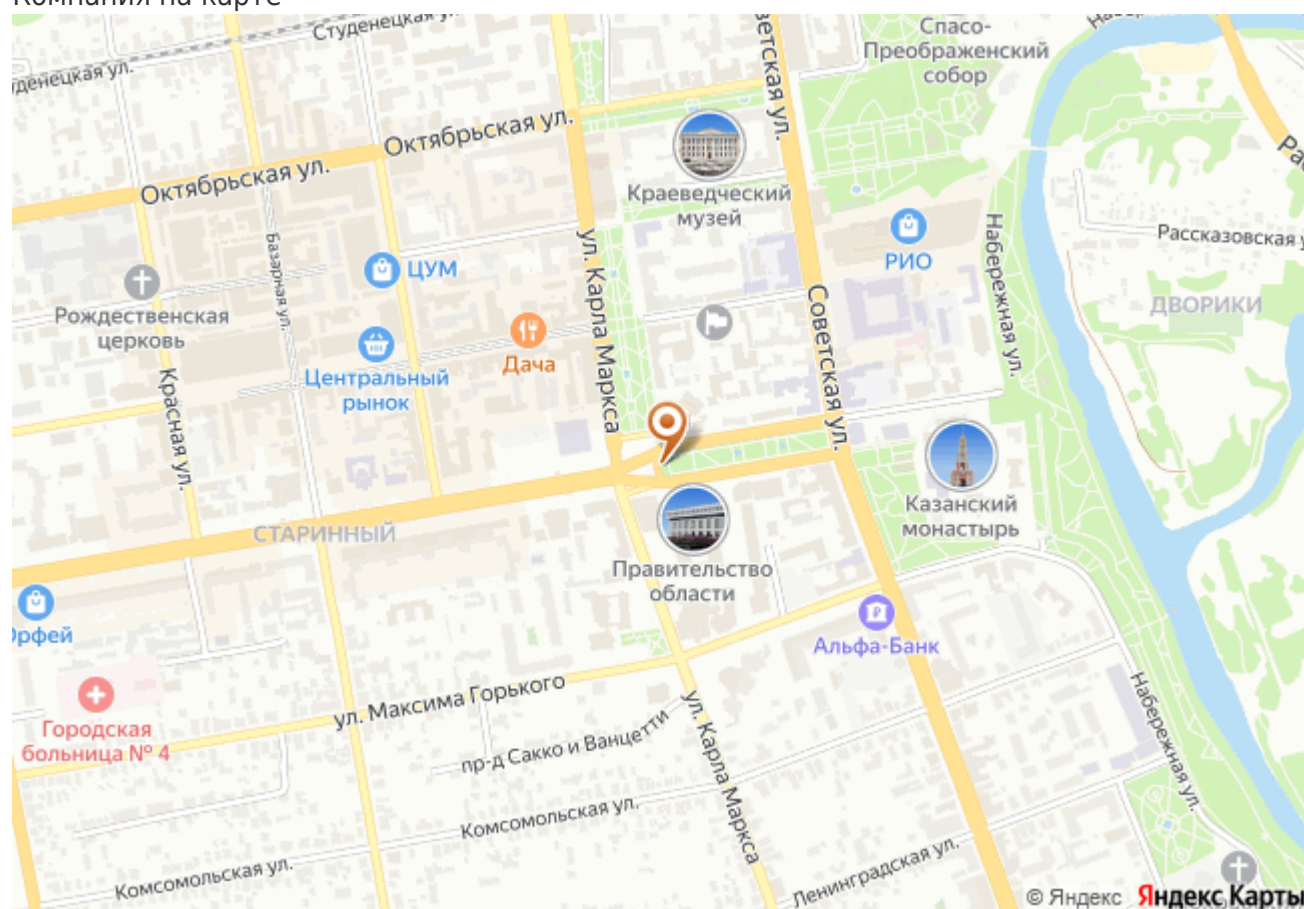 Компания на карте
Студенецкая ул.
Спасо-
Преображенский
собор
Октябрьская ул.
Октябрьская ул.
Краеведческий
музей
ул. Карла Маркса
Советская ул.
РИО
Набережная ул.
Рассказовская
ДВОРИКИ
Базарная ул.
ЦУМ
Рождественская
церковь
Центральный
рынок
Дача
Красная ул.
СТАРИННЫЙ
Казанский
монастырь
Правительство
области
Альфа-Банк
Городская
больница № 4
ул. Максима Горького
пр-д Сакко и Ванцетти
ул. Карла Маркса
Набережная ул.
Комсомольская ул.
Комсомольская ул.
Ленинградская ул.
© Яндекс Яндекс Карты